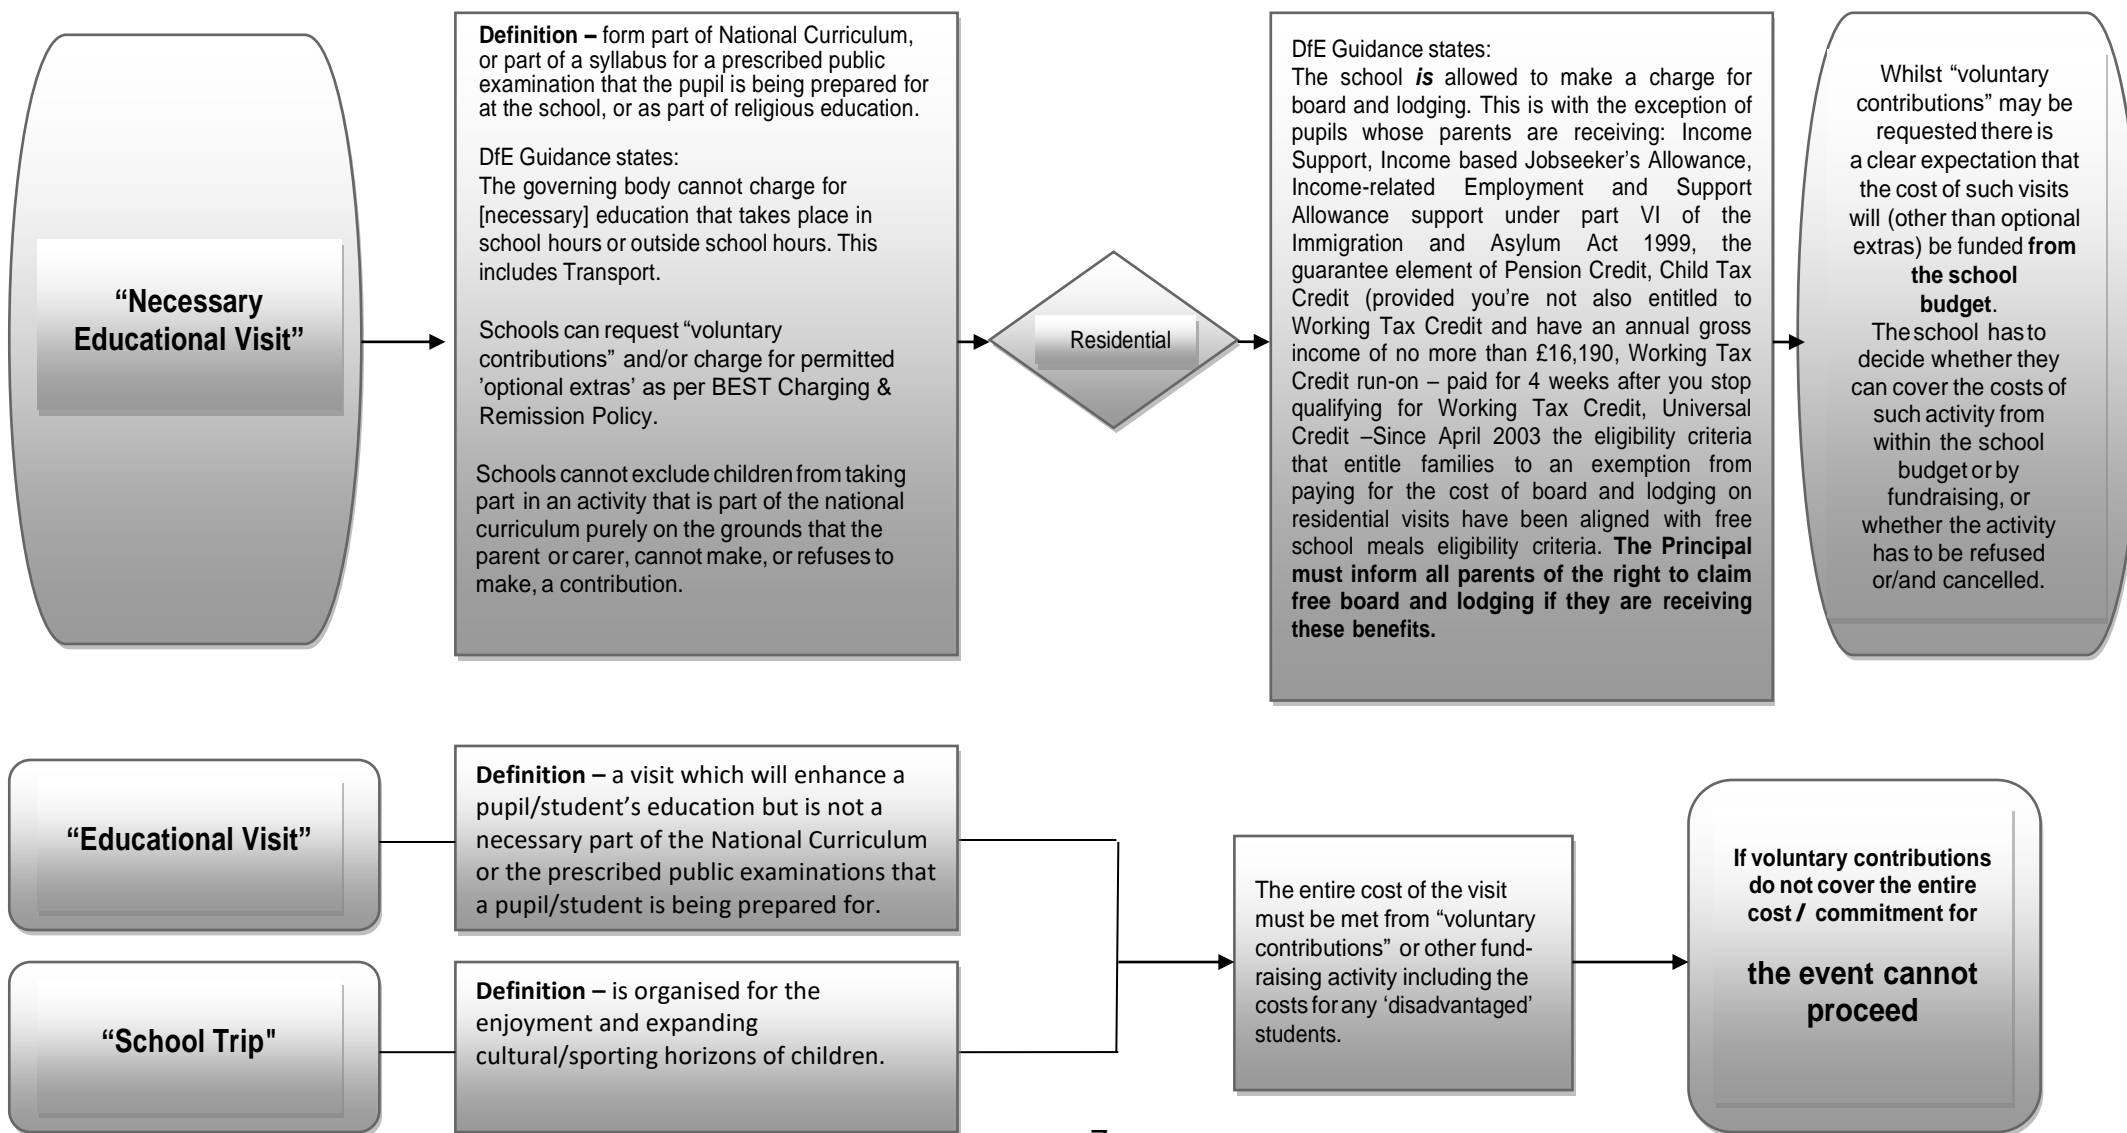 “Necessary
Educational Visit”
Definition – form part of National Curriculum,
or part of a syllabus for a prescribed public
examination that the pupil is being prepared for
at the school, or as part of religious education.
DfE Guidance states:
The governing body cannot charge for
[necessary] education that takes place in
school hours or outside school hours. This
includes Transport.
Schools can request “voluntary
contributions” and/or charge for permitted
'optional extras’ as per BEST Charging &
Remission Policy.
Schools cannot exclude children from taking
part in an activity that is part of the national
curriculum purely on the grounds that the
parent or carer, cannot make, or refuses to
make, a contribution.
Residential
DfE Guidance states:
The school is allowed to make a charge for
board and lodging. This is with the exception of
pupils whose parents are receiving: Income
Support, Income based Jobseeker’s Allowance,
Income-related Employment and Support
Allowance support under part VI of the
Immigration and Asylum Act 1999, the
guarantee element of Pension Credit, Child Tax
Credit (provided you’re not also entitled to
Working Tax Credit and have an annual gross
income of no more than £16,190, Working Tax
Credit run-on – paid for 4 weeks after you stop
qualifying for Working Tax Credit, Universal
Credit –Since April 2003 the eligibility criteria
that entitle families to an exemption from
paying for the cost of board and lodging on
residential visits have been aligned with free
school meals eligibility criteria. The Principal
must inform all parents of the right to claim
free board and lodging if they are receiving
these benefits.
Whilst “voluntary
contributions” may be
requested there is
a clear expectation that
the cost of such visits
will (other than optional
extras) be funded from
the school
budget.
The school has to
decide whether they
can cover the costs of
such activity from
within the school
budget or by
fundraising, or
whether the activity
has to be refused
or/and cancelled.
“Educational Visit”
Definition – a visit which will enhance a
pupil/student’s education but is not a
necessary part of the National Curriculum
or the prescribed public examinations that
a pupil/student is being prepared for.
“School Trip"
Definition – is organised for the
enjoyment and expanding
cultural/sporting horizons of children.
The entire cost of the visit
must be met from “voluntary
contributions” or other fund-
raising activity including the
costs for any ‘disadvantaged’
students.
If voluntary contributions
do not cover the entire
cost / commitment for
the event cannot
proceed